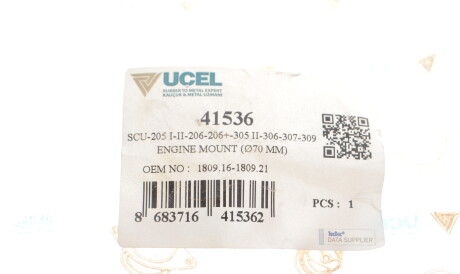 UCEL
RUBBER TO METAL EXPERT
KAUÇUK & METAL UZMANI
41536
SCU-205 I-II-206-206+-305 II-306-307-309
ENGINE MOUNT (Ø70 MM)
OEM NO : 1809.16-1809.21
8 683716 415362
PCS : 1
TecDoc
DATA SUPPLIER
UCEL